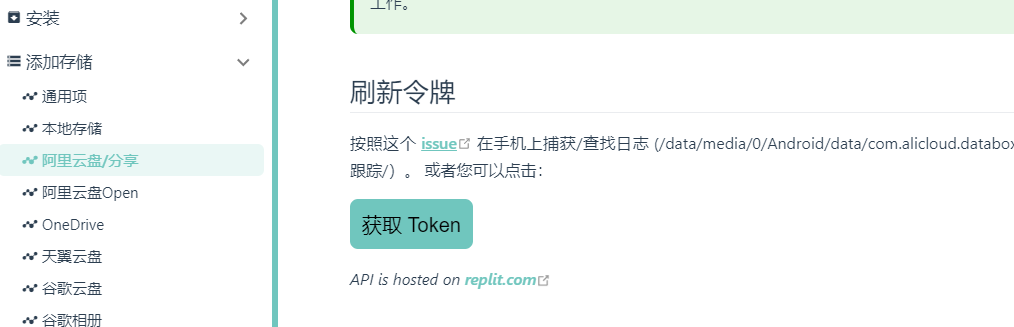 安装
添加存储
通用项
本地存储
阿里云盘/分享
阿里云盘Open
OneDrive
天翼云盘
谷歌云盘
谷歌相册
工作。
刷新令牌
按照这个 issue 在手机上捕获/查找日志 (/data/media/0/Android/data/com.alicloud.databox
跟踪/）。 或者您可以点击：
获取 Token
API is hosted on replit.com